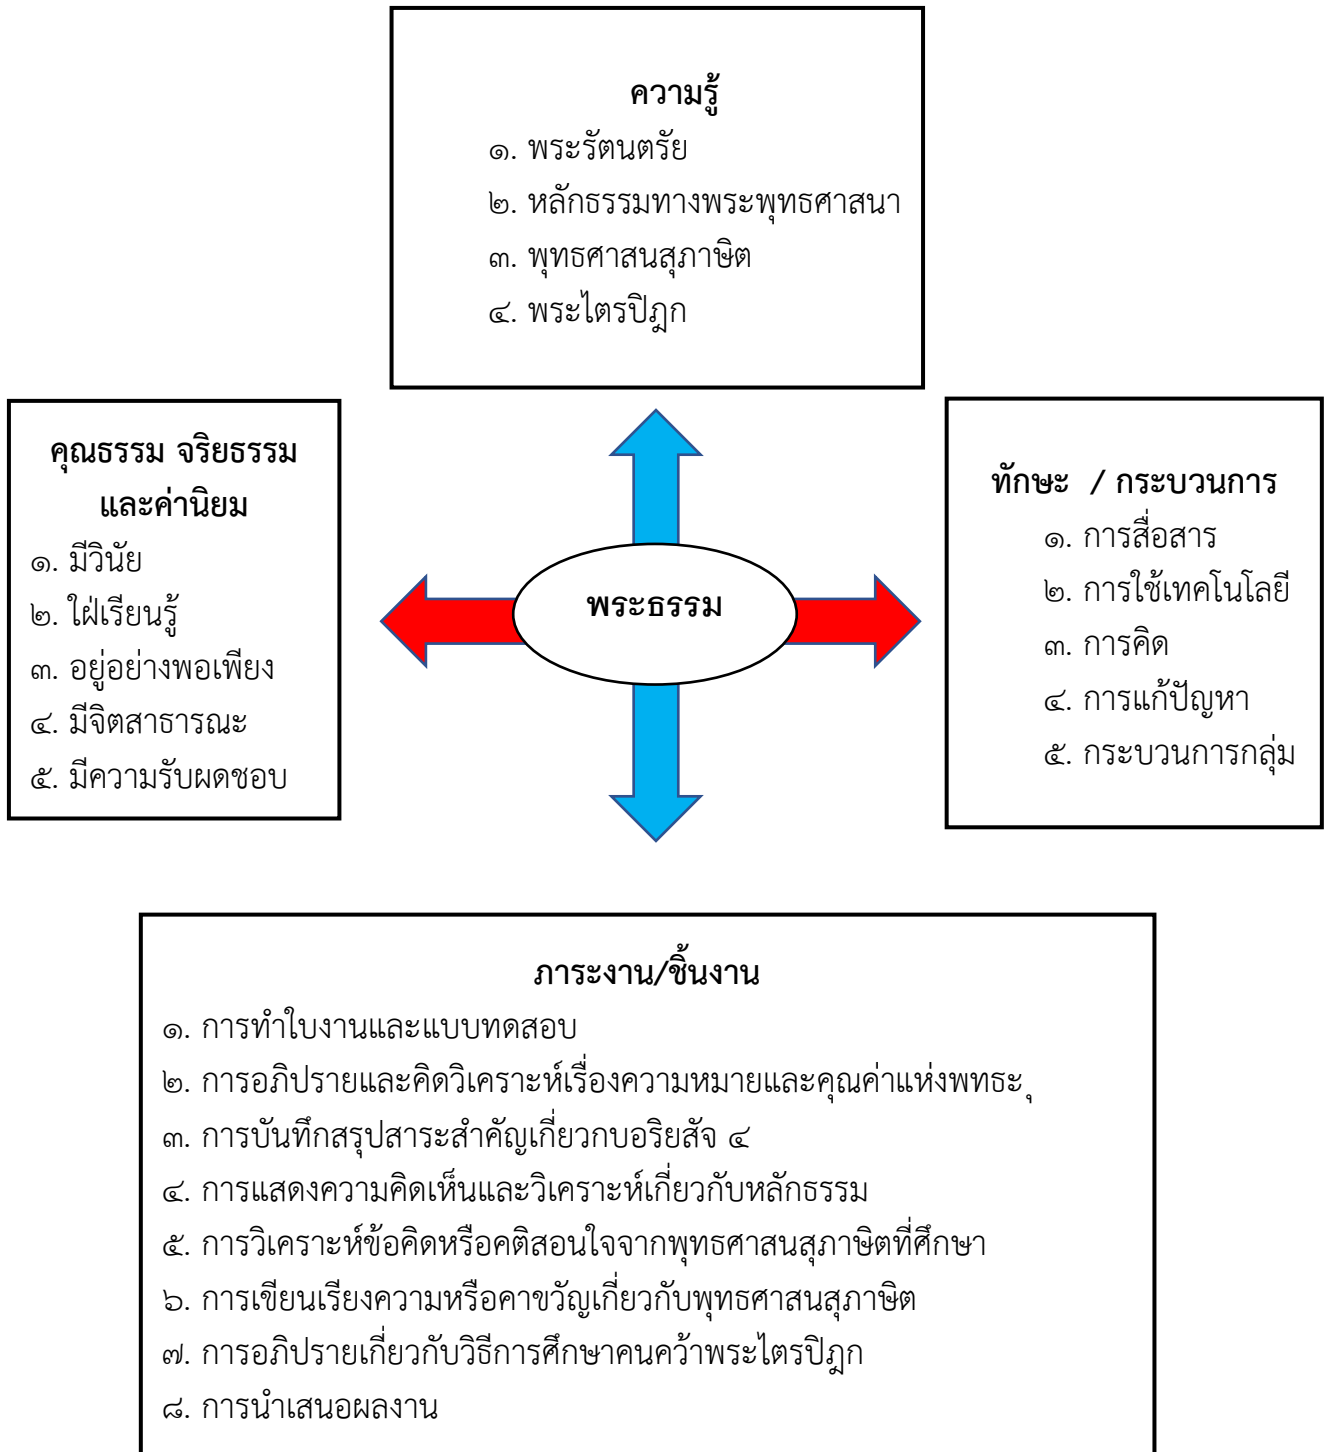 ความรู้
๑. พระรัตนตรัย
๒. หลักธรรมทางพระพุทธศาสนา
๓. พุทธศาสนสุภาษิต
๔. พระไตรปิฎก
คุณธรรม จริยธรรม
และค่านิยม
๑. มีวินัย
๒. ใฝ่เรียนรู้
๓. อยู่อย่างพอเพียง
๔. มีจิตสาธารณะ
๕. มีความรับผดชอบ
พระธรรม
ทักษะ / กระบวนการ
๑. การสื่อสาร
๒. การใช้เทคโนโลยี
๓. การคิด
๔. การแก้ปัญหา
๕. กระบวนการกลุ่ม
ภาระงาน/ชิ้นงาน
๑. การทำใบงานและแบบทดสอบ
๒. การอภิปรายและคิดวิเคราะห์เรื่องความหมายและคุณค่าแห่งพทธะ ุ
๓. การบันทึกสรุปสาระสำคัญเกี่ยวกบอริยสัจ ๔
๔. การแสดงความคิดเห็นและวิเคราะห์เกี่ยวกับหลักธรรม
๕. การวิเคราะห์ข้อคิดหรือคติสอนใจจากพุทธศาสนสุภาษิตที่ศึกษา
๖. การเขียนเรียงความหรือคาขวัญเกี่ยวกับพุทธศาสนสุภาษิต
๗. การอภิปรายเกี่ยวกับวิธีการศึกษาคนคว้าพระไตรปิฎก
๘. การนำเสนอผลงาน